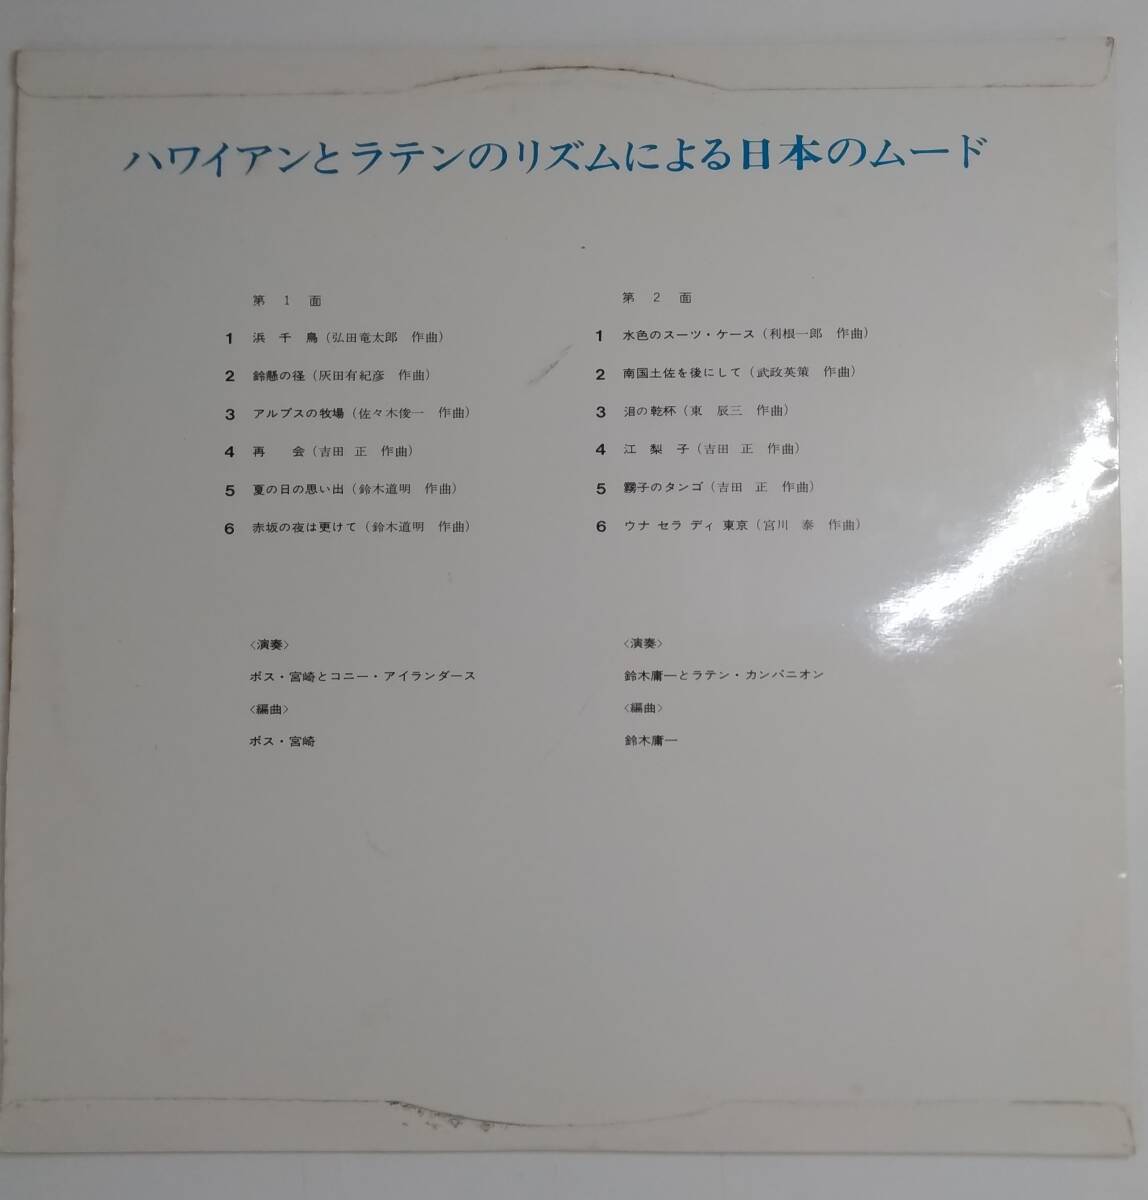 ハワイアンとラテンのリズムによる日本のムード
第 1 面
1 浜 千 鳥（弘田竜太郎 作曲）
2 鈴懸の径（灰田有紀彦 作曲）
3 アルプスの牧場（佐々木俊一 作曲）
4 再 会（吉田 正 作曲）
5 夏の日の思い出（鈴木道明 作曲）
6 赤坂の夜は更けて（鈴木道明 作曲）
〈演奏〉
ボス・宮崎とコニー・アイランダース
〈編曲〉
ボス・宮崎
第 2 面
1 水色のスーツ・ケース（利根一郎 作曲）
2 南国土佐を後にして（武政英策 作曲）
3 泪の乾杯（東 辰三 作曲）
4 江 梨 子（吉田 正 作曲）
5 霧子のタンゴ（吉田 正 作曲）
6 ウナ セラ ディ 東京（宮川 泰 作曲）
〈演奏〉
鈴木庸一とラテン・カンパニオン
〈編曲〉
鈴木庸一